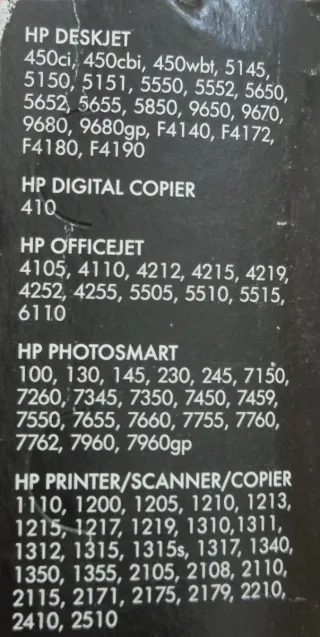 HP DESKJET
450ci, 450cbi, 450wbt, 5145,
5150, 5151, 5550, 5552, 5650,
5652, 5655, 5850, 9650, 9670,
9680, 9680gp, F4140, F4172,
F4180, F4190
HP DIGITAL COPIER
410
HP OFFICEJET
4105, 4110, 4212, 4215, 4219,
4252, 4255, 5505, 5510, 5515,
6110
HP PHOTOSMART
100, 130, 145, 230, 245, 7150,
7260, 7345, 7350, 7450, 7459,
7550, 7655, 7660, 7755, 7760,
7762, 7960, 7960gp
HP PRINTER/SCANNER/COPIER
1110, 1200, 1205, 1210, 1213,
1215, 1217, 1219, 1310,1311,
1312, 1315, 1315s, 1317, 1340,
1350, 1355, 2105, 2108, 2110,
2115, 2171, 2175, 2179, 2210,
2410, 2510